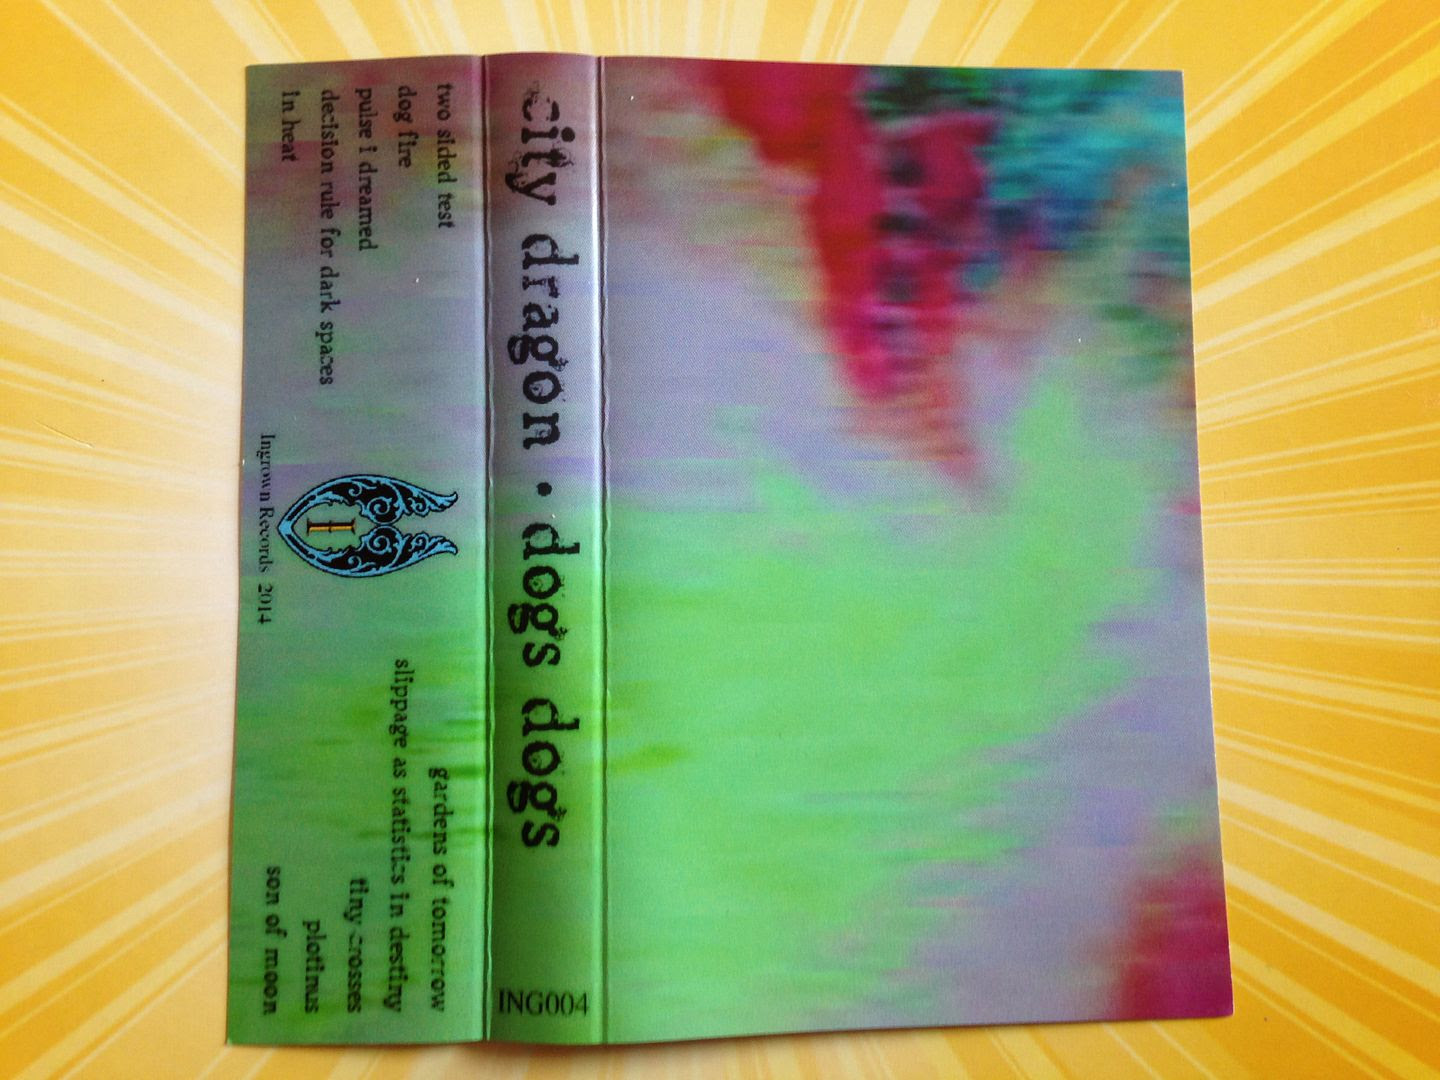 two sided test
dog fire
pulse i dreamed
decision rule for dark spaces
in heat
I
Ingrown Records 2014
gardens of tomorrow
slippage as statistics in destiny
tiny crosses
plotinus
son of moon
city dragon • dogs dogs
ING004